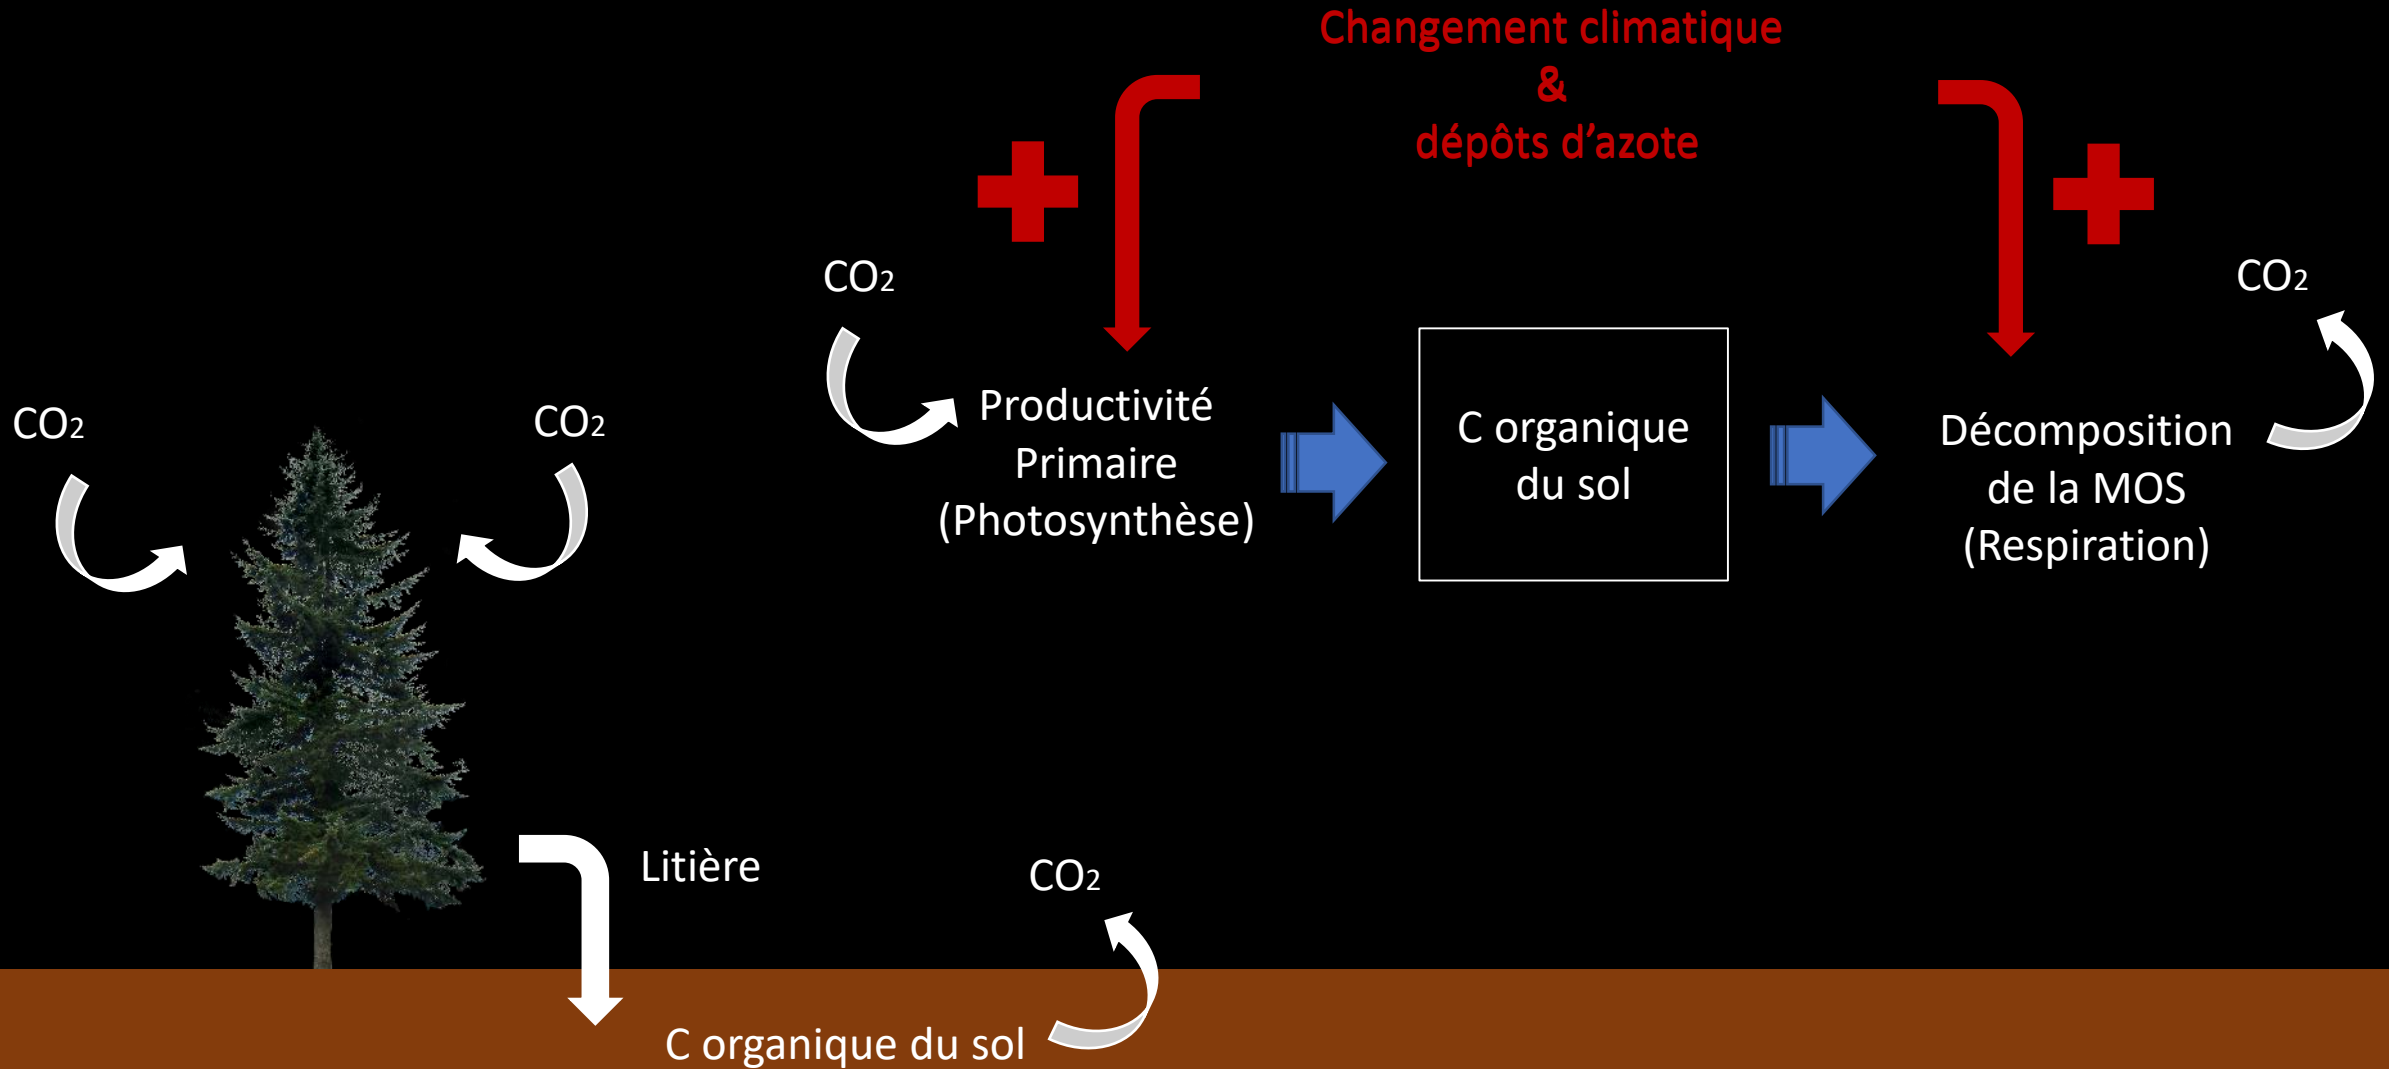 Changement climatique
&
dépôts d’azote
CO2
CO2
Productivité
Primaire
(Photosynthèse)
C organique
du sol
Décomposition
de la MOS
(Respiration)
CO2
CO2
Litière
CO2
C organique du sol